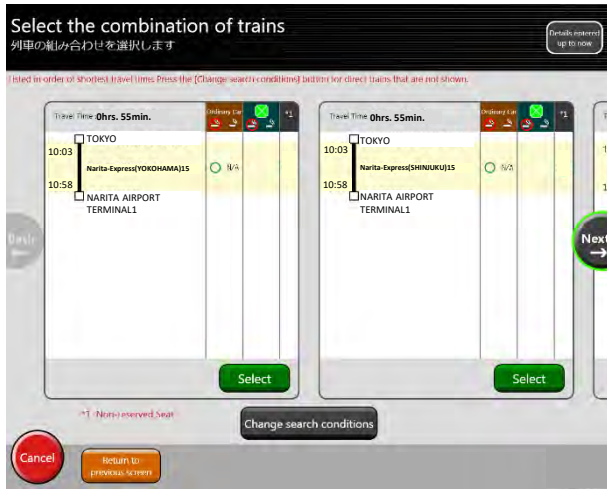 Select the combination of trains
列車の組み合わせを選択します
Details entered
up to now
Listed in order of shortest travel time. Press the [Change search conditions] button for direct trains that are not shown.
Travel Time 0hrs. 55min.
Ordinary Car
*1
TOKYO
10:03
Narita-Express(YOKOHAMA)15
N/A
10:58
NARITA AIRPORT
TERMINAL1
Select
Travel Time 0hrs. 55min.
Ordinary Car
*1
TOKYO
10:03
Narita-Express(SHINJUKU)15
N/A
10:58
NARITA AIRPORT
TERMINAL1
Select
Back
Next
*1 :Non-reserved Seat
Change search conditions
Cancel
Return to
previous screen